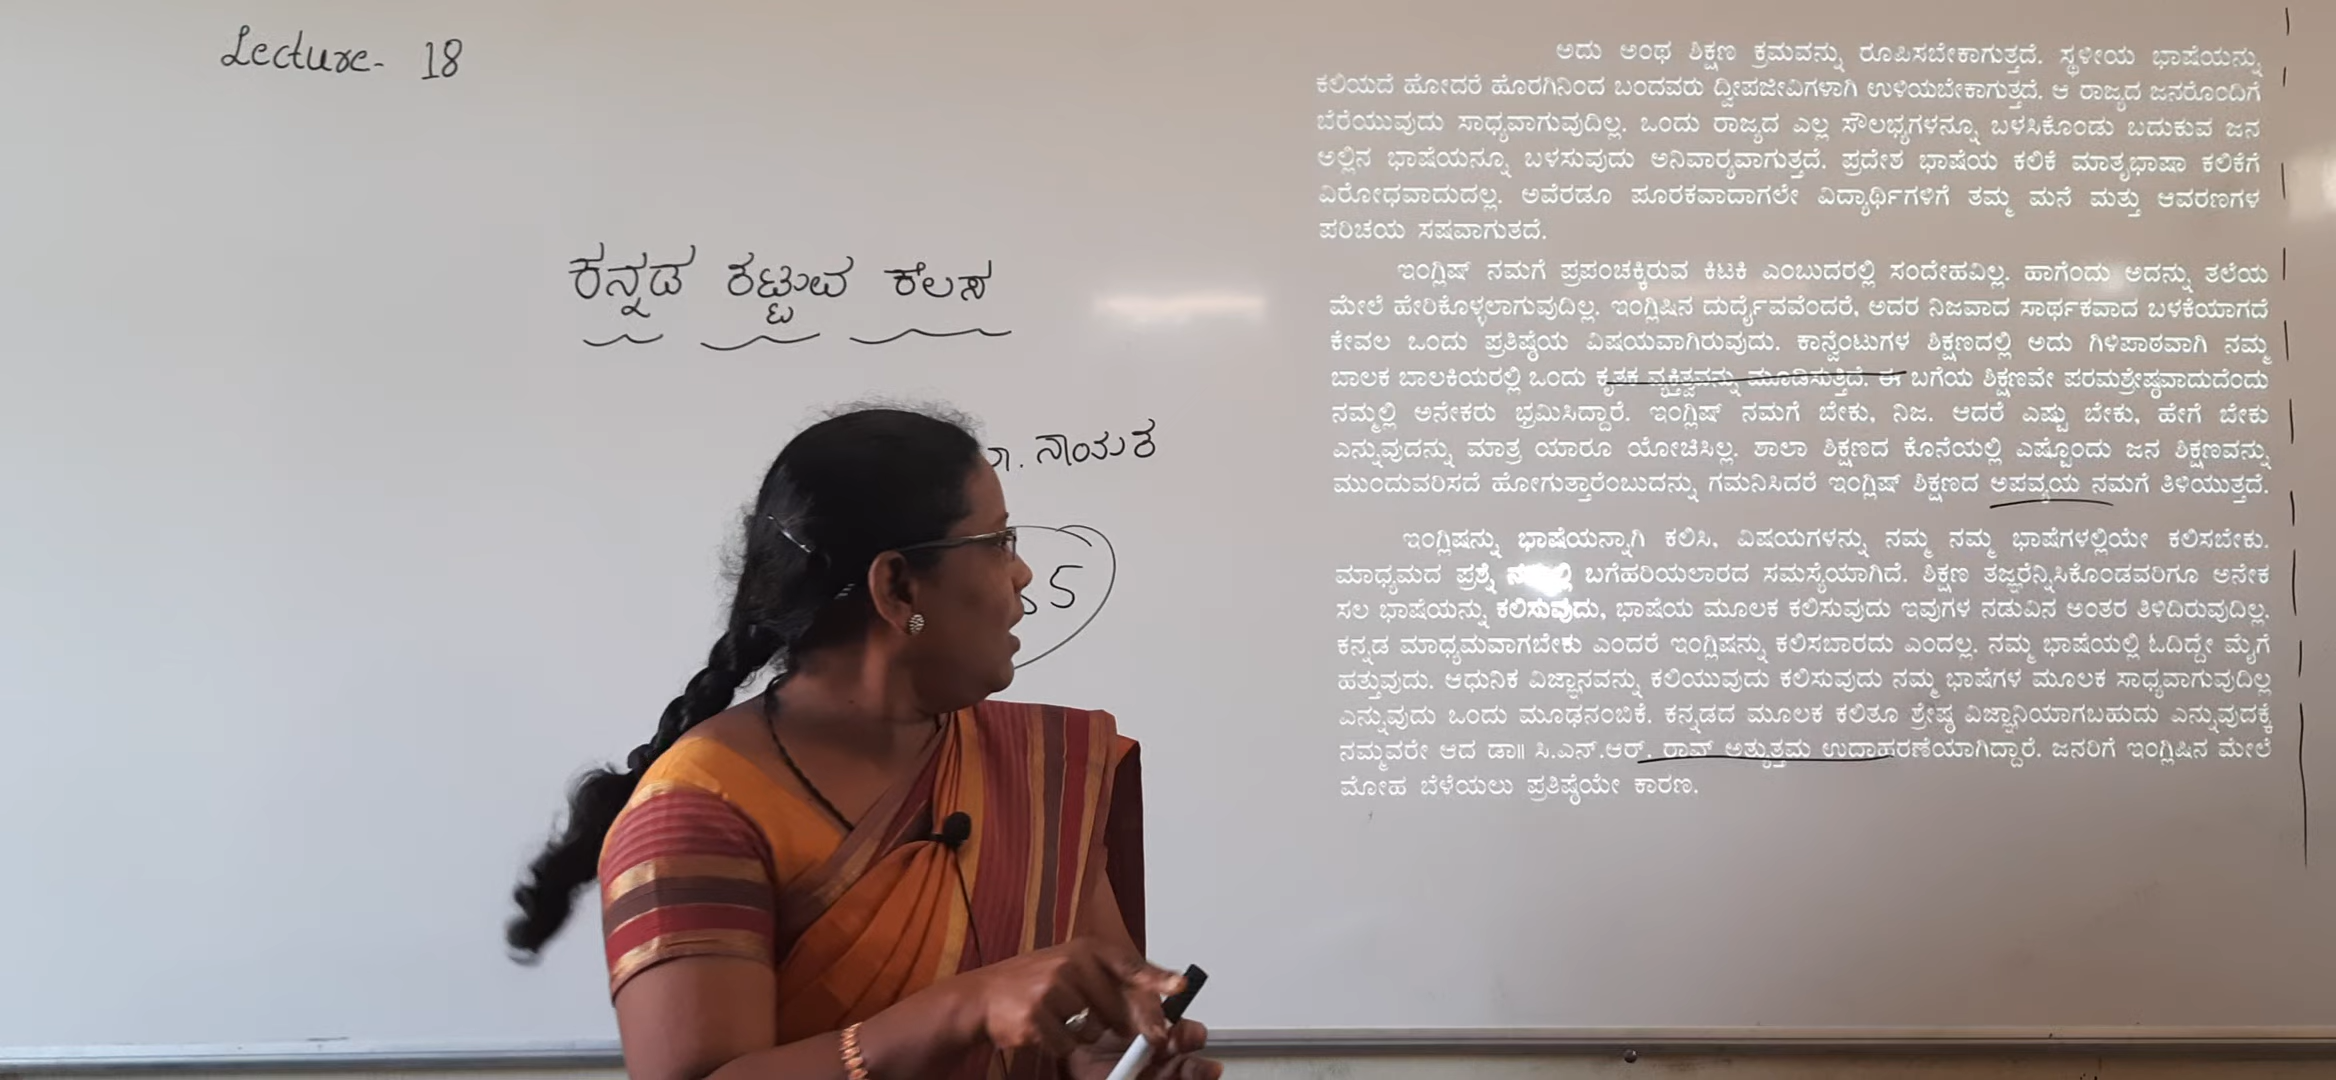 Lecture- 18
ಕನ್ನಡ ಕಟ್ಟುವ ಕೆಲಸ
ನಾಯಕ
5
ಅದು ಅಂಥ ಶಿಕ್ಷಣ ಕ್ರಮವನ್ನು ರೂಪಿಸಬೇಕಾಗುತ್ತದೆ. ಸ್ಥಳೀಯ ಭಾಷೆಯನ್ನು
ಕಲಿಯದೆ ಹೋದರೆ ಹೊರಗಿನಿಂದ ಬಂದವರು ದ್ವೀಪಜೀವಿಗಳಾಗಿ ಉಳಿಯಬೇಕಾಗುತ್ತದೆ. ಆ ರಾಜ್ಯದ ಜನರೊಂದಿಗೆ
ಬೆರೆಯುವುದು ಸಾಧ್ಯವಾಗುವುದಿಲ್ಲ. ಒಂದು ರಾಜ್ಯದ ಎಲ್ಲ ಸೌಲಭ್ಯಗಳನ್ನೂ ಬಳಸಿಕೊಂಡು ಬದುಕುವ ಜನ
ಅಲ್ಲಿನ ಭಾಷೆಯನ್ನೂ ಬಳಸುವುದು ಅನಿವಾರ‍್ಯವಾಗುತ್ತದೆ. ಪ್ರದೇಶ ಭಾಷೆಯ ಕಲಿಕೆ ಮಾತೃಭಾಷಾ ಕಲಿಕೆಗೆ
ವಿರೋಧವಾದುದಲ್ಲ. ಅವೆರಡೂ ಪೂರಕವಾದಾಗಲೇ ವಿದ್ಯಾರ್ಥಿಗಳಿಗೆ ತಮ್ಮ ಮನೆ ಮತ್ತು ಆವರಣಗಳ
ಪರಿಚಯ ಸಷವಾಗುತದೆ.
ಇಂಗ್ಲಿಷ್ ನಮಗೆ ಪ್ರಪಂಚಕ್ಕಿರುವ ಕಿಟಕಿ ಎಂಬುದರಲ್ಲಿ ಸಂದೇಹವಿಲ್ಲ. ಹಾಗೆಂದು ಅದನ್ನು ತಲೆಯ
ಮೇಲೆ ಹೇರಿಕೊಳ್ಳಲಾಗುವುದಿಲ್ಲ. ಇಂಗ್ಲಿಷಿನ ದುರ್ದೈವವೆಂದರೆ, ಅದರ ನಿಜವಾದ ಸಾರ್ಥಕವಾದ ಬಳಕೆಯಾಗದೆ
ಕೇವಲ ಒಂದು ಪ್ರತಿಷ್ಠೆಯ ವಿಷಯವಾಗಿರುವುದು. ಕಾನ್ವೆಂಟುಗಳ ಶಿಕ್ಷಣದಲ್ಲಿ ಅದು ಗಿಳಿಪಾಠವಾಗಿ ನಮ್ಮ
ಬಾಲಕ ಬಾಲಕಿಯರಲ್ಲಿ ಒಂದು ಕೃತಕ ವ್ಯಕ್ತಿತ್ವವನ್ನು ಮೂಡಿಸುತ್ತಿದೆ. ಈ ಬಗೆಯ ಶಿಕ್ಷಣವೇ ಪರಮಶ್ರೇಷ್ಠವಾದುದೆಂದು
ನಮ್ಮಲ್ಲಿ ಅನೇಕರು ಭ್ರಮಿಸಿದ್ದಾರೆ. ಇಂಗ್ಲಿಷ್ ನಮಗೆ ಬೇಕು, ನಿಜ. ಆದರೆ ಎಷ್ಟು ಬೇಕು, ಹೇಗೆ ಬೇಕು
ಎನ್ನುವುದನ್ನು ಮಾತ್ರ ಯಾರೂ ಯೋಚಿಸಿಲ್ಲ. ಶಾಲಾ ಶಿಕ್ಷಣದ ಕೊನೆಯಲ್ಲಿ ಎಷ್ಟೊಂದು ಜನ ಶಿಕ್ಷಣವನ್ನು
ಮುಂದುವರಿಸದೆ ಹೋಗುತ್ತಾರೆಂಬುದನ್ನು ಗಮನಿಸಿದರೆ ಇಂಗ್ಲಿಷ್ ಶಿಕ್ಷಣದ ಅಪವ್ಯಯ ನಮಗೆ ತಿಳಿಯುತ್ತದೆ.
ಇಂಗ್ಲಿಷನ್ನು ಭಾಷೆಯನ್ನಾಗಿ ಕಲಿಸಿ, ವಿಷಯಗಳನ್ನು ನಮ್ಮ ನಮ್ಮ ಭಾಷೆಗಳಲ್ಲಿಯೇ ಕಲಿಸಬೇಕು.
ಮಾಧ್ಯಮದ ಪ್ರಶ್ನೆ ಬಗೆಹರಿಯಲಾರದ ಸಮಸ್ಯೆಯಾಗಿದೆ. ಶಿಕ್ಷಣ ತಜ್ಞರೆನ್ನಿಸಿಕೊಂಡವರಿಗೂ ಅನೇಕ
ಸಲ ಭಾಷೆಯನ್ನು ಕಲಿಸುವುದು, ಭಾಷೆಯ ಮೂಲಕ ಕಲಿಸುವುದು ಇವುಗಳ ನಡುವಿನ ಅಂತರ ತಿಳಿದಿರುವುದಿಲ್ಲ.
ಕನ್ನಡ ಮಾಧ್ಯಮವಾಗಬೇಕು ಎಂದರೆ ಇಂಗ್ಲಿಷನ್ನು ಕಲಿಸಬಾರದು ಎಂದಲ್ಲ. ನಮ್ಮ ಭಾಷೆಯಲ್ಲಿ ಓದಿದ್ದೇ ಮೈಗೆ
ಹತ್ತುವುದು. ಆಧುನಿಕ ವಿಜ್ಞಾನವನ್ನು ಕಲಿಯುವುದು ಕಲಿಸುವುದು ನಮ್ಮ ಭಾಷೆಗಳ ಮೂಲಕ ಸಾಧ್ಯವಾಗುವುದಿಲ್ಲ
ಎನ್ನುವುದು ಒಂದು ಮೂಢನಂಬಿಕೆ. ಕನ್ನಡದ ಮೂಲಕ ಕಲಿತೂ ಶ್ರೇಷ್ಠ ವಿಜ್ಞಾನಿಯಾಗಬಹುದು ಎನ್ನುವುದಕ್ಕೆ
ನಮ್ಮವರೇ ಆದ ಡಾ॥ ಸಿ.ಎನ್.ಆರ್. ರಾವ್ ಅತ್ಯುತ್ತಮ ಉದಾಹರಣೆಯಾಗಿದ್ದಾರೆ. ಜನರಿಗೆ ಇಂಗ್ಲಿಷಿನ ಮೇಲೆ
ಮೋಹ ಬೆಳೆಯಲು ಪ್ರತಿಷ್ಠೆಯೇ ಕಾರಣ.